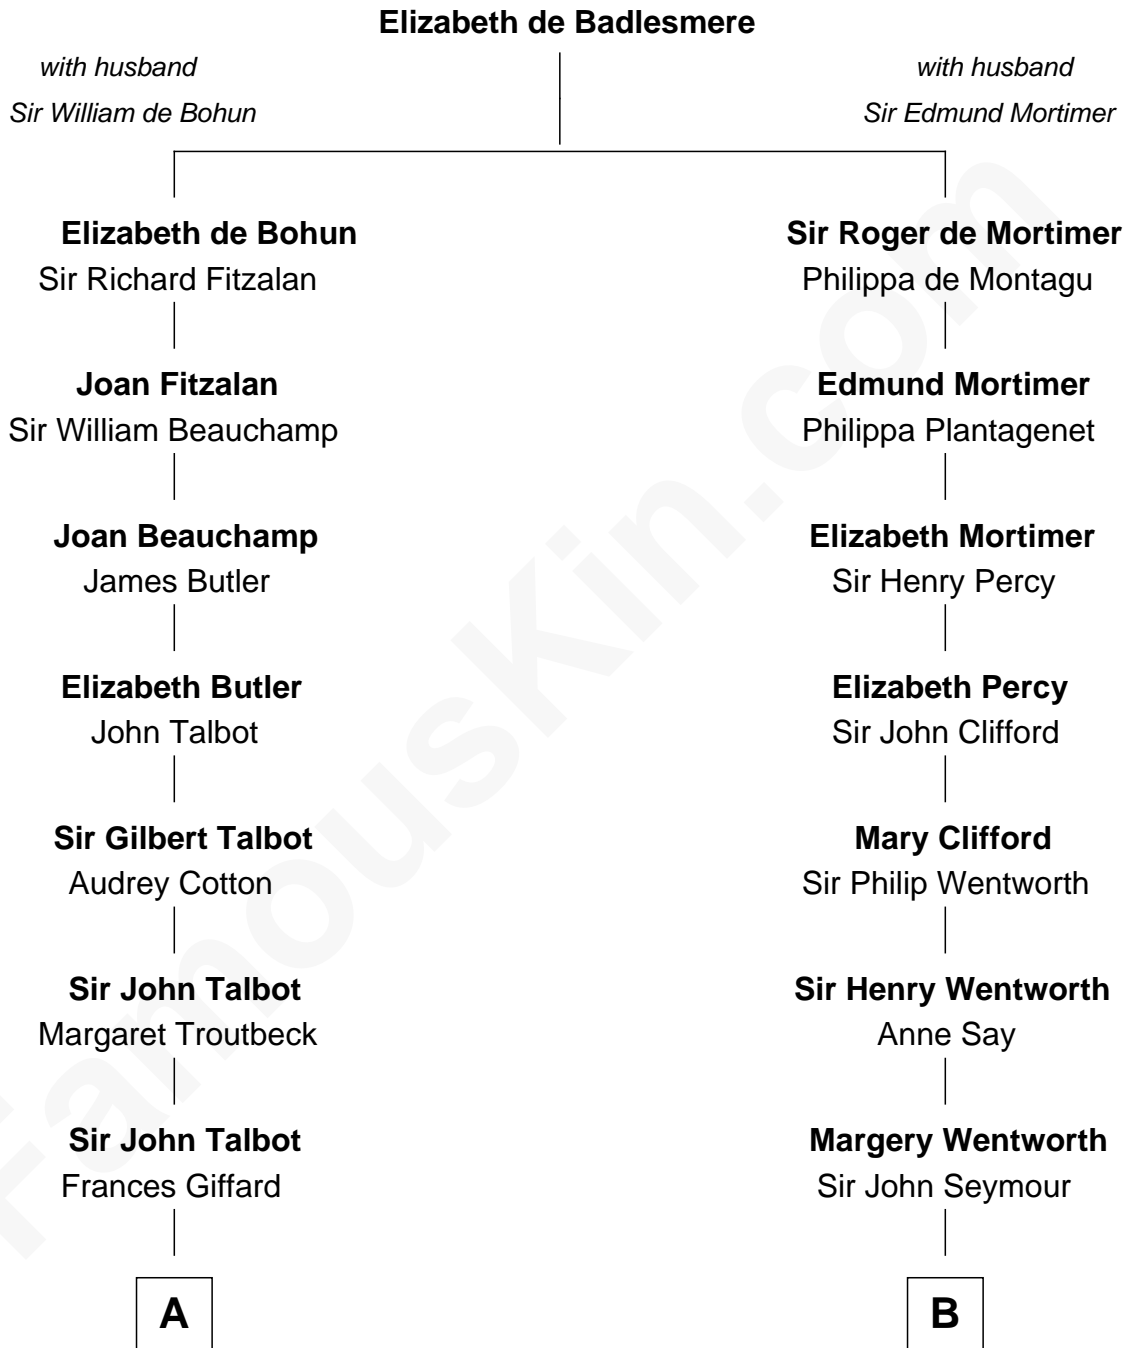 Elizabeth de Badlesmere
with husband
Sir William de Bohun
with husband
Sir Edmund Mortimer
Elizabeth de Bohun
Sir Richard Fitzalan
Sir Roger de Mortimer
Philippa de Montagu
Joan Fitzalan
Sir William Beauchamp
Edmund Mortimer
Philippa Plantagenet
Joan Beauchamp
James Butler
Elizabeth Mortimer
Sir Henry Percy
Elizabeth Butler
John Talbot
Elizabeth Percy
Sir John Clifford
Sir Gilbert Talbot
Audrey Cotton
Mary Clifford
Sir Philip Wentworth
Sir John Talbot
Margaret Troutbeck
Sir Henry Wentworth
Anne Say
Sir John Talbot
Frances Giffard
Margery Wentworth
Sir John Seymour
A
B
FamousKin.com